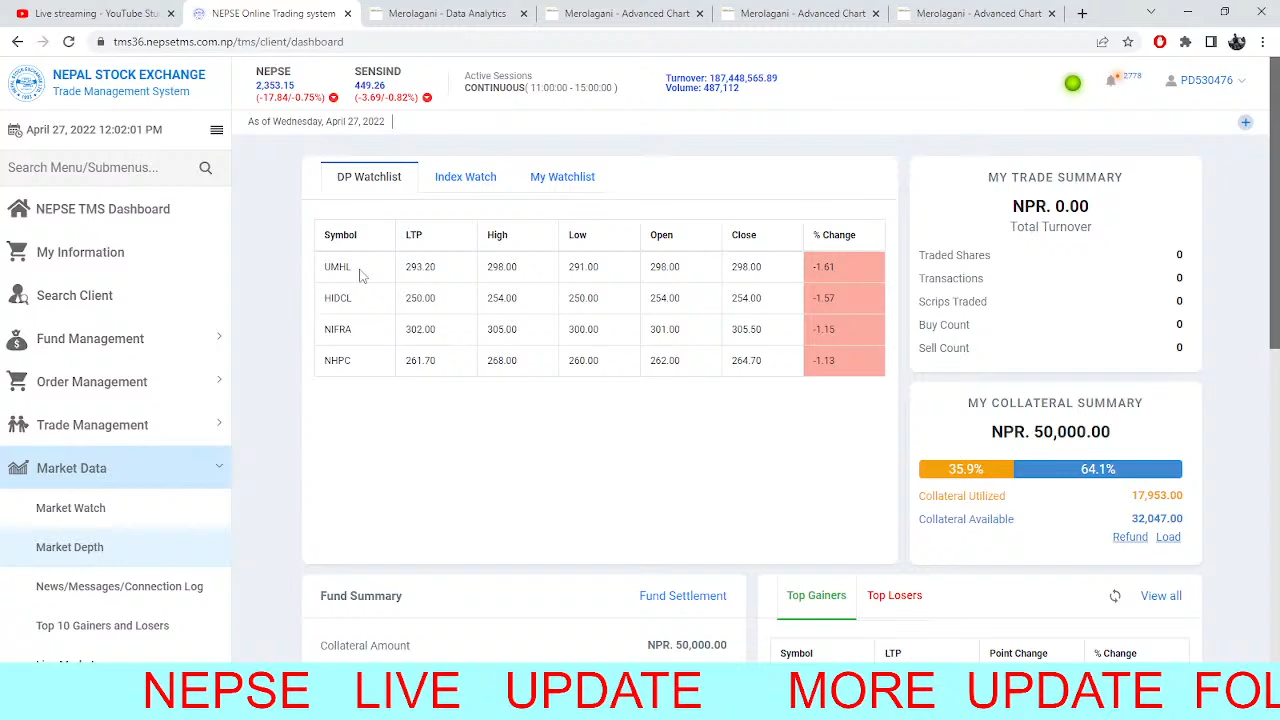 Live streaming - YouTube Stu
NEPSE Online Trading system
Merolagani - Data Analytics
Merolagani - Advanced Chart
Merolagani - Advanced Chart
Merolagani - Advanced Chart
tms36.nepsetms.com.np/tms/client/dashboard
NEPAL STOCK EXCHANGE
Trade Management System
NEPSE
2,353.15
(-17.84/-0.75%)
SENSIND
449.26
(-3.69/-0.82%)
Active Sessions
CONTINUOUS( 11:00:00 - 15:00:00 )
Turnover: 187,448,565.89
Volume: 487,112
2778
PD530476
April 27, 2022 12:02:01 PM
As of Wednesday, April 27, 2022
Search Menu/Submenus...
NEPSE TMS Dashboard
My Information
Search Client
Fund Management
Order Management
Trade Management
Market Data
Market Watch
Market Depth
News/Messages/Connection Log
Top 10 Gainers and Losers
DP Watchlist Index Watch My Watchlist
Symbol LTP High Low Open Close % Change
UMHL 293.20 298.00 291.00 298.00 298.00 -1.61
HIDCL 250.00 254.00 250.00 254.00 254.00 -1.57
NIFRA 302.00 305.00 300.00 301.00 305.50 -1.15
NHPC 261.70 268.00 260.00 262.00 264.70 -1.13
MY TRADE SUMMARY
NPR. 0.00
Total Turnover
Traded Shares 0
Transactions 0
Scrips Traded 0
Buy Count 0
Sell Count 0
MY COLLATERAL SUMMARY
NPR. 50,000.00
35.9% 64.1%
Collateral Utilized 17,953.00
Collateral Available 32,047.00
Refund Load
Fund Summary Fund Settlement
Collateral Amount NPR. 50,000.00
Top Gainers Top Losers View all
Symbol LTP Point Change % Change
NEPSE LIVE UPDATE MORE UPDATE FOL